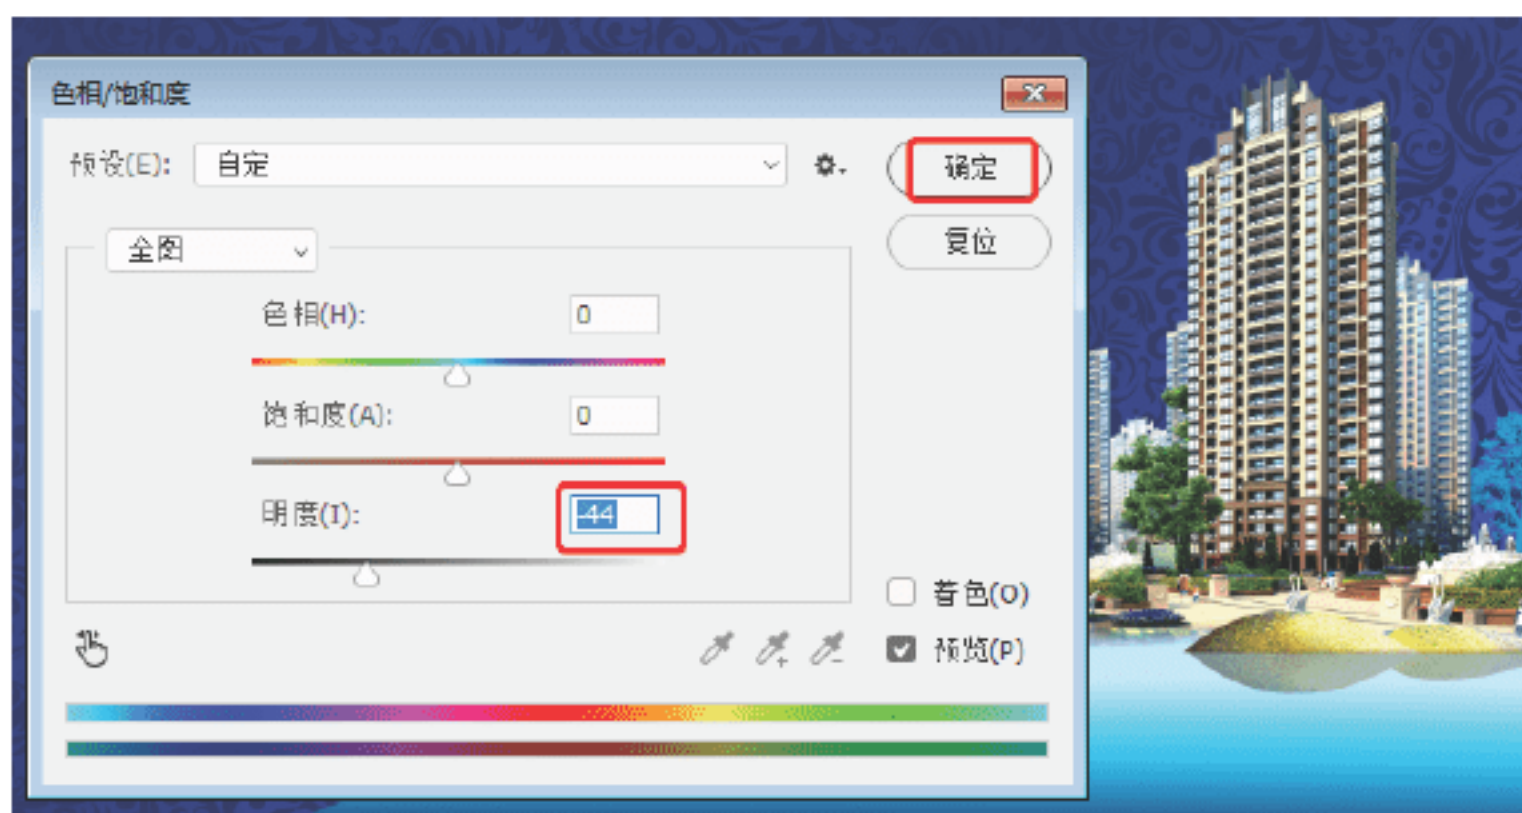 色相/饱和度
预设(E): 自定
确定
复位
全图
色相(H): 0
饱和度(A): 0
明度(I): -44
着色(O)
预览(P)